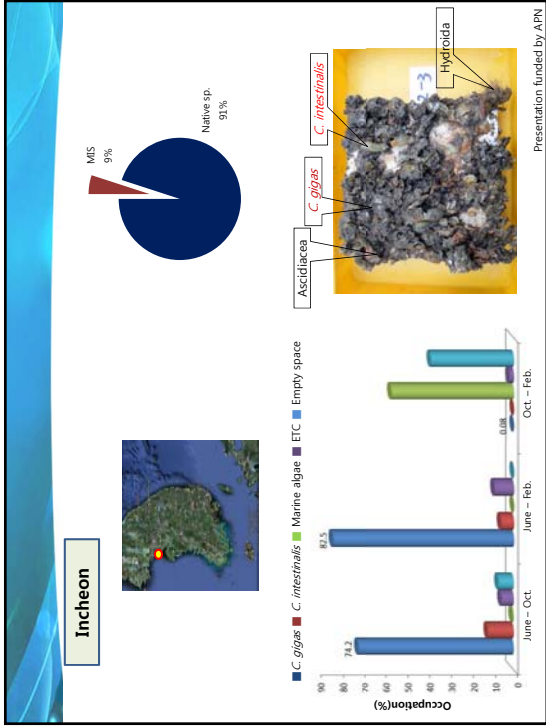 Incheon
MIS
9%
Native sp.
91%
C. gigas C. intestinalis Marine algae ETC Empty space
Occupation(%)
90
80
70
60
50
40
30
20
10
0
74.2
82.5
0.08
June – Oct.
June – Feb.
Oct. – Feb.
Ascidiacea
C. gigas
C. intestinalis
Hydroida
2-3
Presentation funded by APN